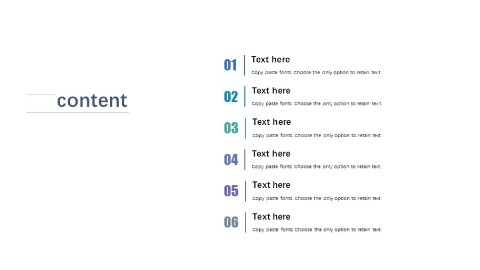 content
01
Text here
Copy paste fonts. Choose the only option to retain text.
02
Text here
Copy paste fonts. Choose the only option to retain text.
03
Text here
Copy paste fonts. Choose the only option to retain text.
04
Text here
Copy paste fonts. Choose the only option to retain text.
05
Text here
Copy paste fonts. Choose the only option to retain text.
06
Text here
Copy paste fonts. Choose the only option to retain text.